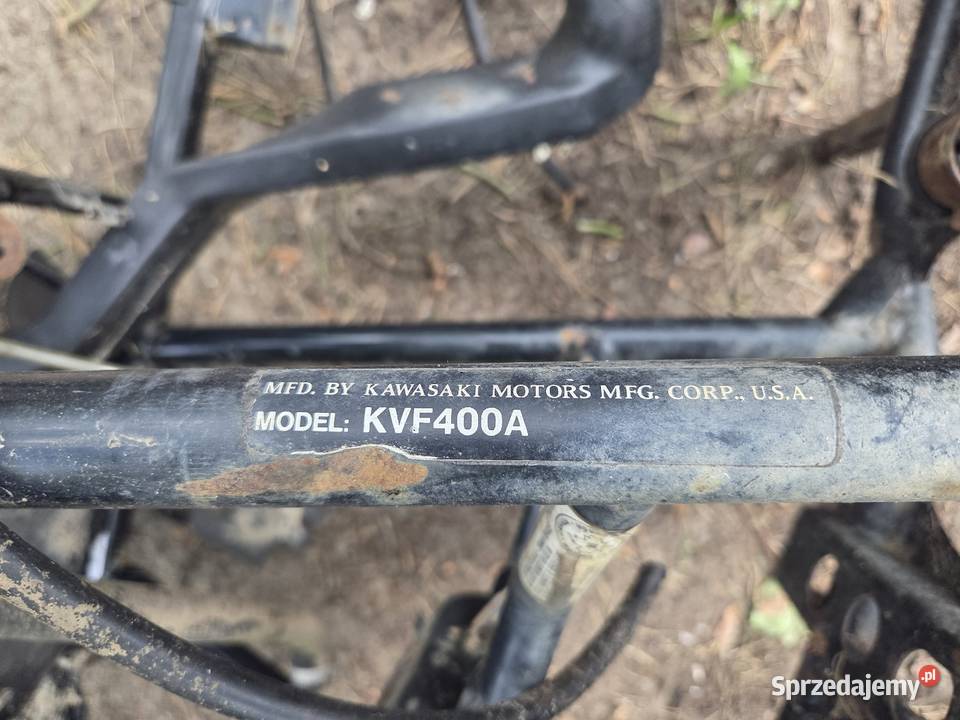 MFD. BY KAWASAKI MOTORS MFG. CORP., U.S.A.
MODEL: KVF400A
Sprzedajemy.pl